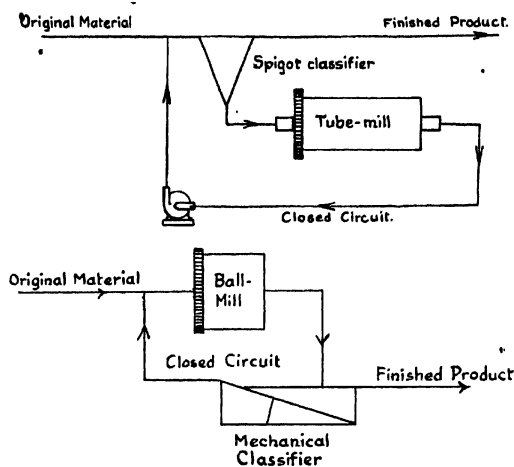 Original Material
Finished Product.
Spigot classifier
Tube-mill
Closed Circuit.
Original Material
Ball-
Mill
Closed Circuit
Finished Product
Mechanical
Classifier